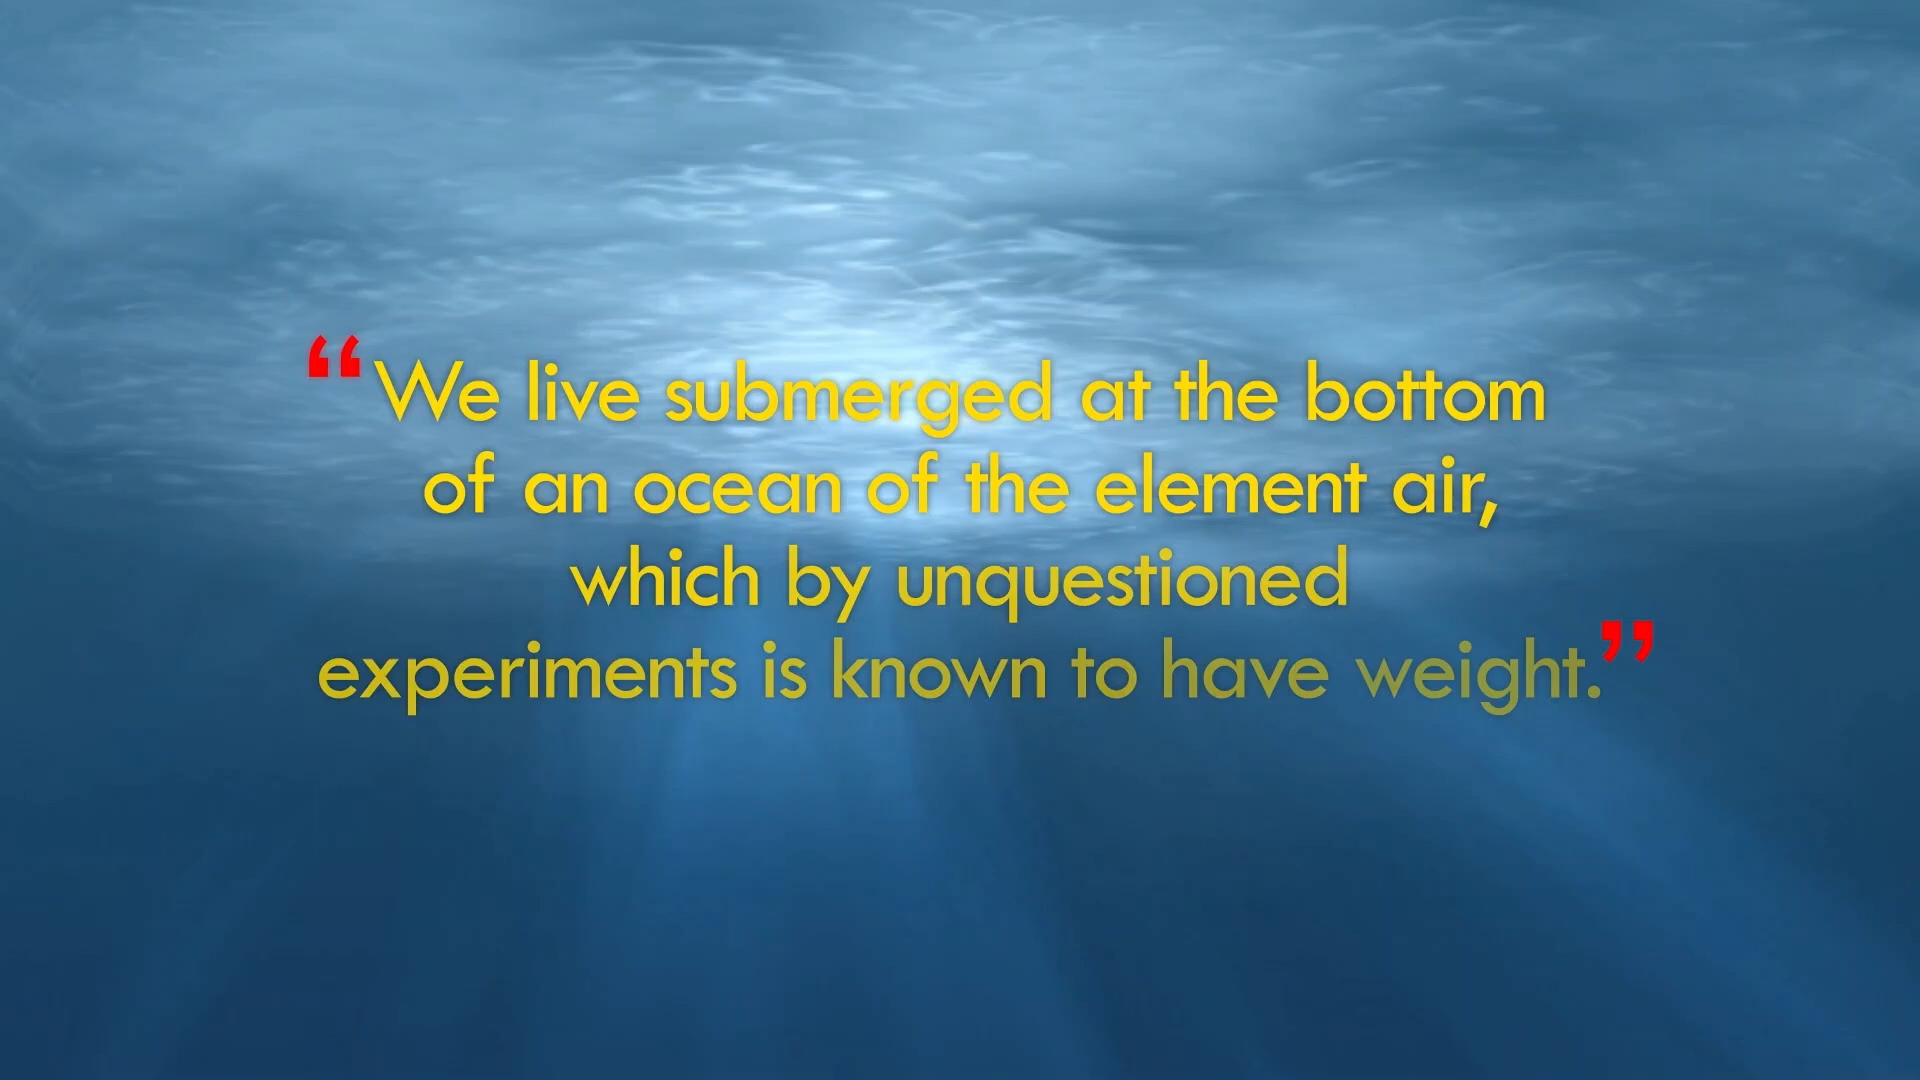 “We live submerged at the bottom
of an ocean of the element air,
which by unquestioned
experiments is known to have weight.”